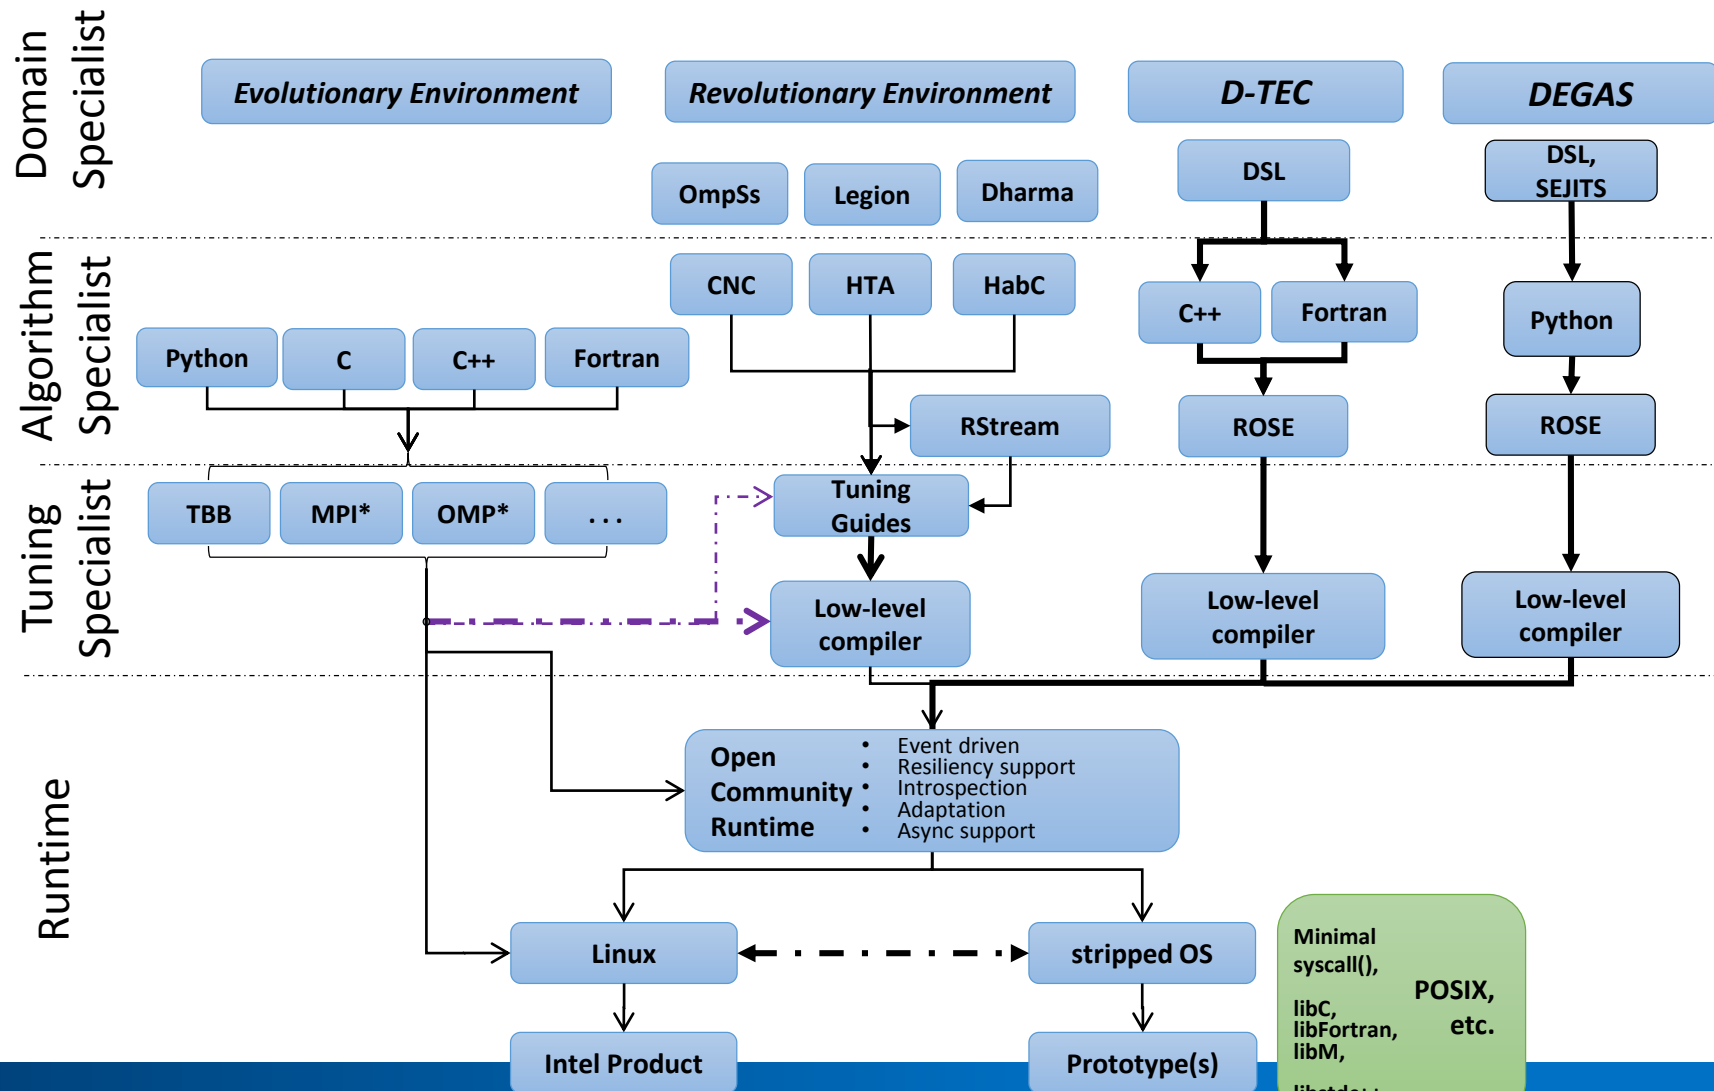 Domain
Specialist
Evolutionary Environment
Revolutionary Environment
D-TEC
DEGAS
OmpSs
Legion
Dharma
DSL
DSL,
SEJITS
Algorithm
Specialist
Python
C
C++
Fortran
CNC
HTA
HabC
RStream
C++
Fortran
ROSE
Python
ROSE
Tuning
Specialist
TBB
MPI*
OMP*
. . .
Tuning
Guides
Low-level
compiler
Low-level
compiler
Low-level
compiler
Runtime
Open
Community
Runtime
• Event driven
• Resiliency support
• Introspection
• Adaptation
• Async support
Linux
stripped OS
Intel Product
Prototype(s)
Minimal
syscall(),
libC,
libFortran,
libM,
POSIX,
etc.